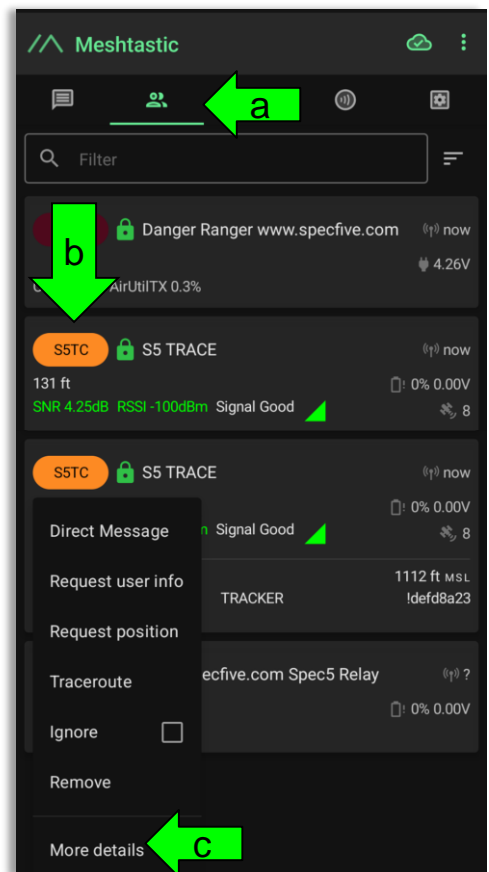 Meshtastic
a
Filter
b
Danger Ranger www.specfive.com now
4.26V
AirUtilTX 0.3%
S5TC S5 TRACE now
131 ft 0% 0.00V
SNR 4.25dB RSSI -100dBm Signal Good 8
S5TC S5 TRACE now
0% 0.00V
Direct Message Signal Good 8
1112 ft MSL
Request user info TRACKER !defd8a23
Request position
Traceroute ecfive.com Spec5 Relay ?
0% 0.00V
Ignore
Remove
More details c